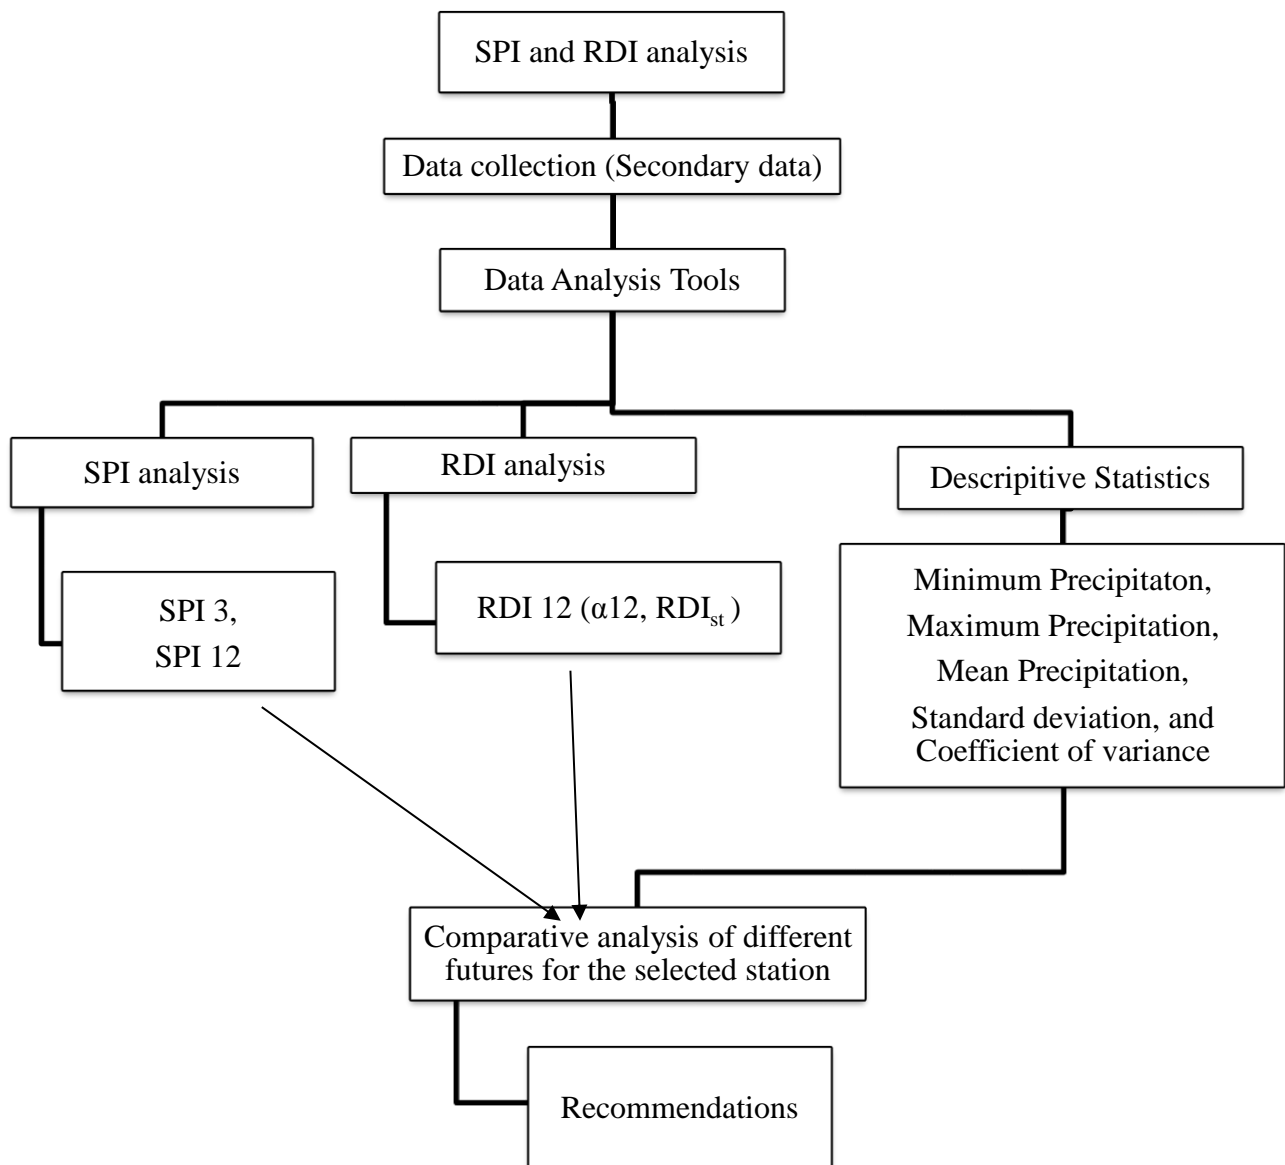 SPI and RDI analysis
Data collection (Secondary data)
Data Analysis Tools
SPI analysis
RDI analysis
Descripitive Statistics
SPI 3,
SPI 12
RDI 12 (α12, RDIst )
Minimum Precipitaton,
Maximum Precipitation,
Mean Precipitation,
Standard deviation, and
Coefficient of variance
Comparative analysis of different
futures for the selected station
Recommendations